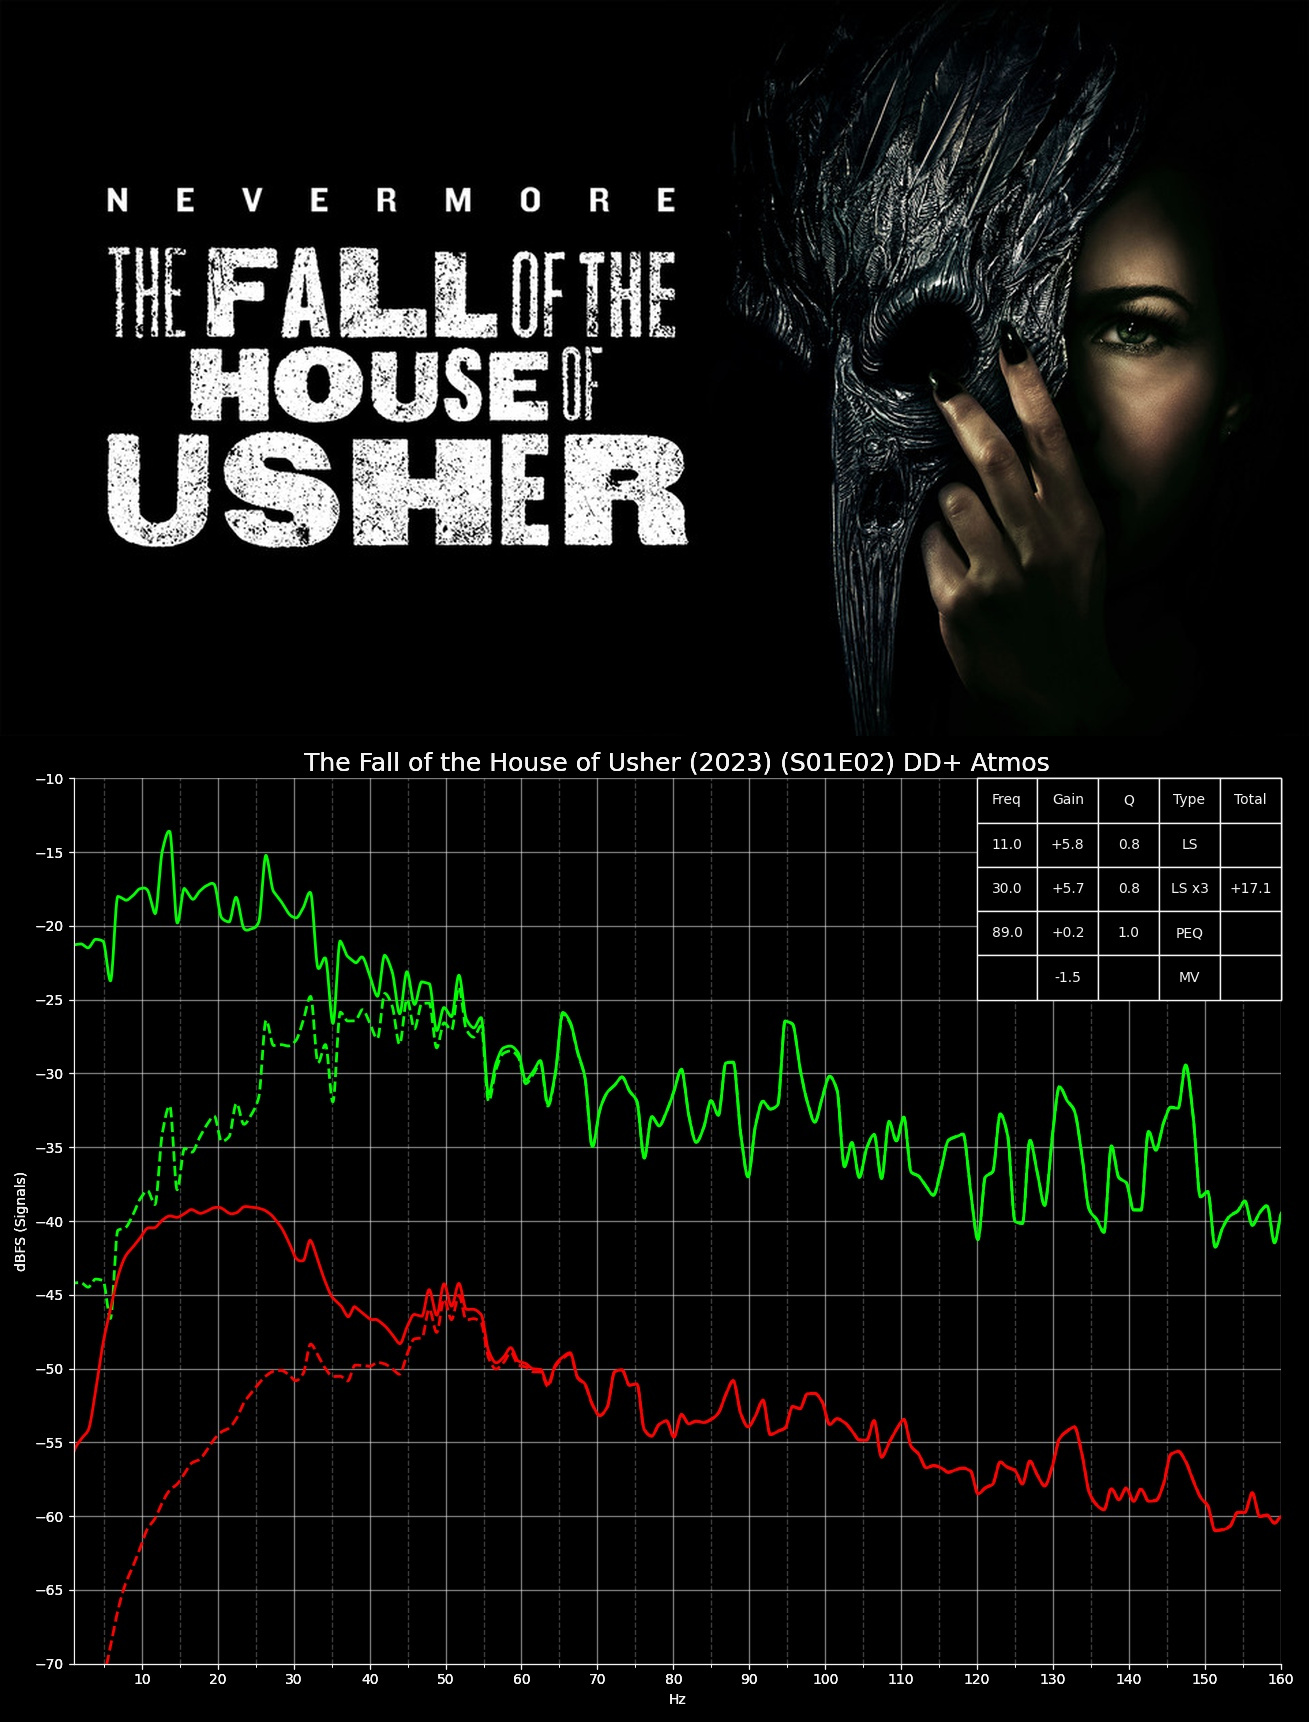 NEVERMORE
THE FALL OF THE
HOUSE OF
USHER
The Fall of the House of Usher (2023) (S01E02) DD+ Atmos
Freq Gain Q Type Total
11.0 +5.8 0.8 LS
30.0 +5.7 0.8 LS x3 +17.1
89.0 +0.2 1.0 PEQ
-1.5 MV
dBFS (Signals)
−10
−15
−20
−25
−30
−35
−40
−45
−50
−55
−60
−65
−70
10 20 30 40 50 60 70 80 90 100 110 120 130 140 150 160
Hz